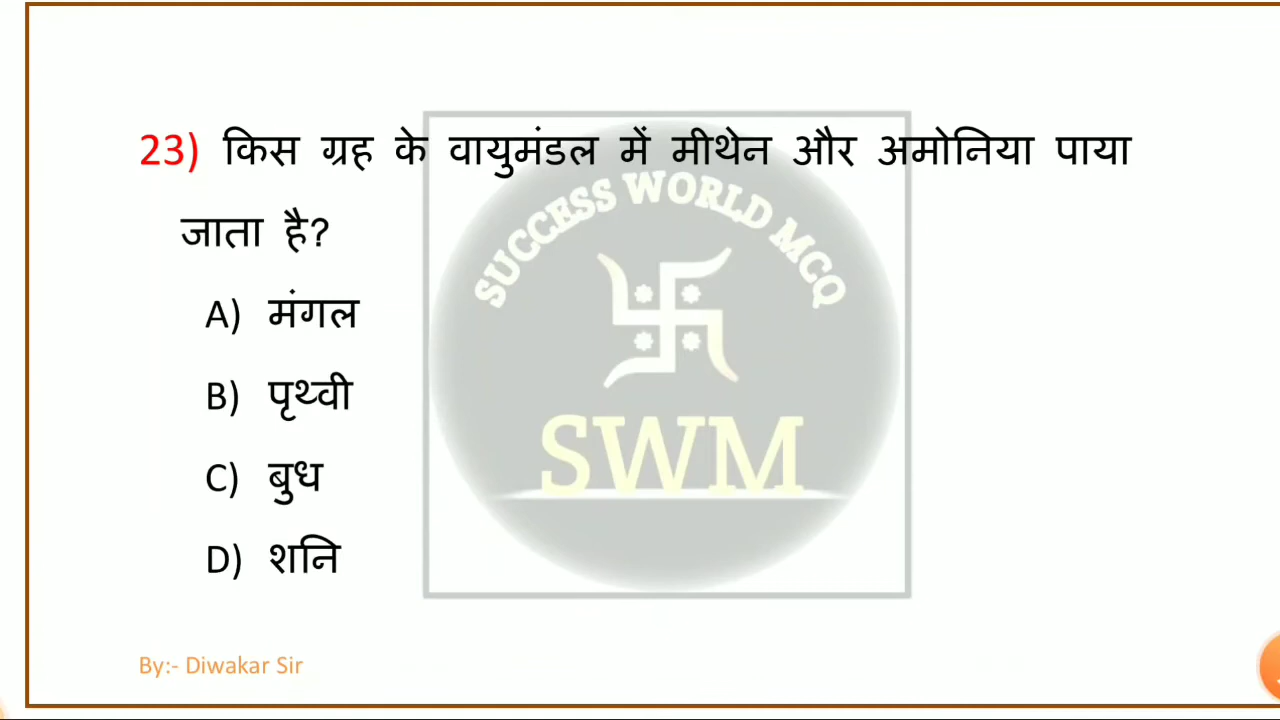 23) किस ग्रह के वायुमंडल में मीथेन और अमोनिया पाया
जाता है?
A) मंगल
B) पृथ्वी
C) बुध
D) शनि
SUCCESS WORLD MCQ
SWM
By:- Diwakar Sir